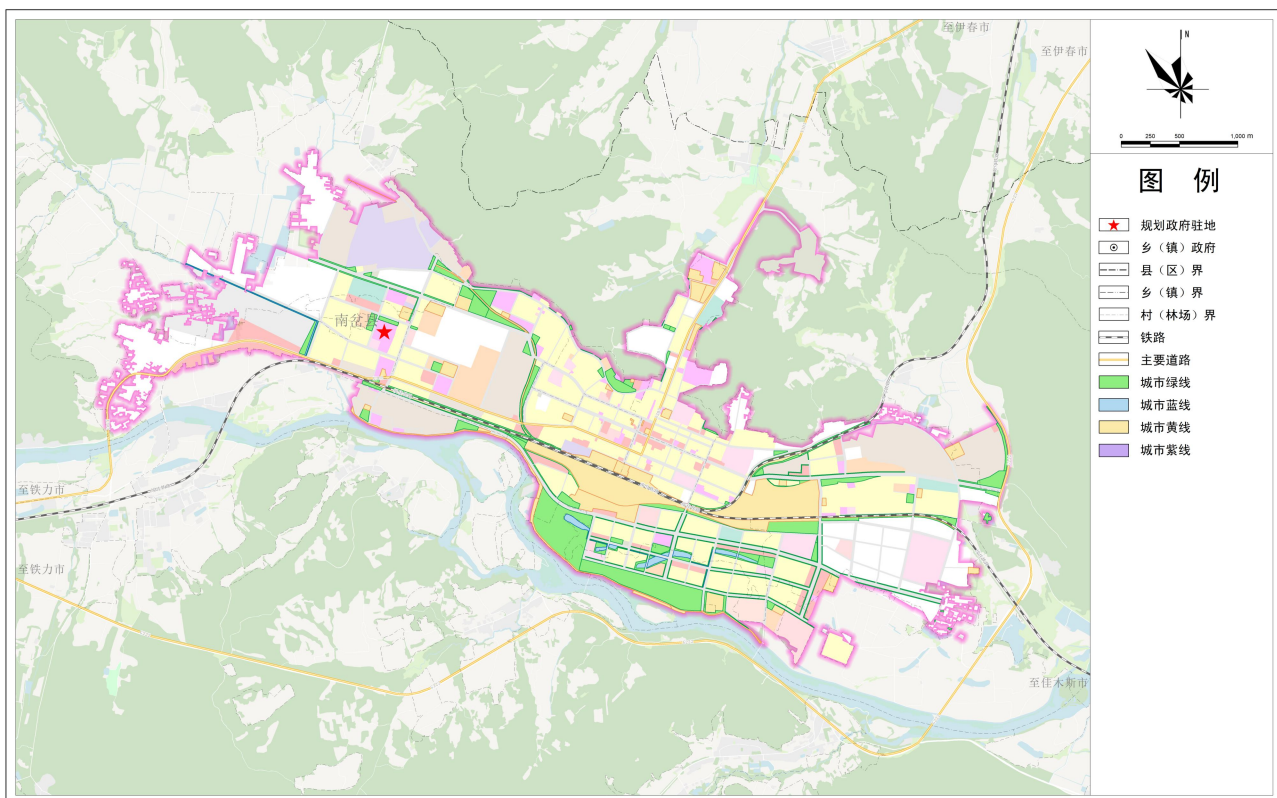 至伊春市
至伊春市
南岔县
至铁力市
至铁力市
至佳木斯市
N
0 250 500 1,000 m
图 例
规划政府驻地
乡（镇）政府
县（区）界
乡（镇）界
村（林场）界
铁路
主要道路
城市绿线
城市蓝线
城市黄线
城市紫线